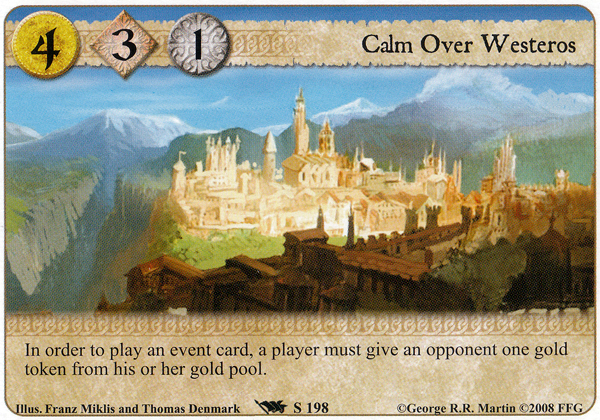 4 3 1 Calm Over Westeros
In order to play an event card, a player must give an opponent one gold
token from his or her gold pool.
Illus. Franz Miklis and Thomas Denmark S 198 ©George R.R. Martin ©2008 FFG